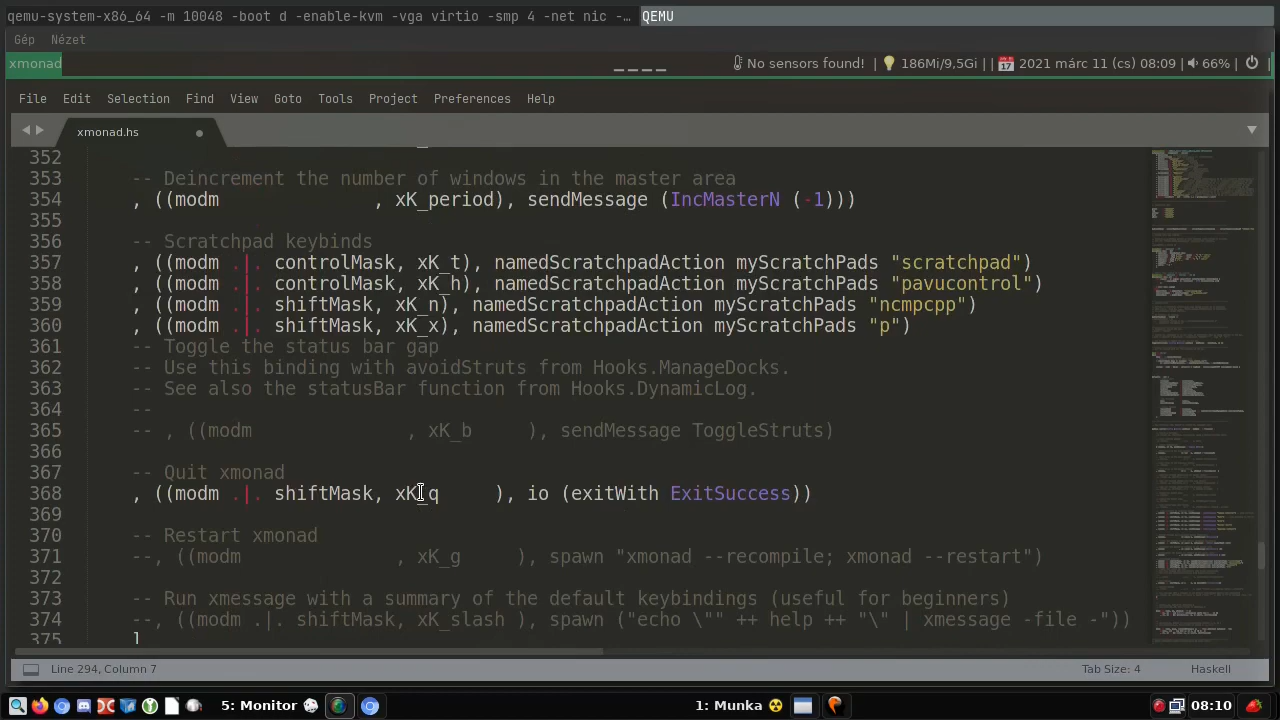 qemu-system-x86_64 -m 10048 -boot d -enable-kvm -vga virtio -smp 4 -net nic -… QEMU
Gép Nézet
xmonad No sensors found! | 186Mi/9,5Gi | | 17 2021 márc 11 (cs) 08:09 | 66% | |
File Edit Selection Find View Goto Tools Project Preferences Help
xmonad.hs
352
353 -- Deincrement the number of windows in the master area
354 , ((modm , xK_period), sendMessage (IncMasterN (-1)))
355
356 -- Scratchpad keybinds
357 , ((modm .|. controlMask, xK_t), namedScratchpadAction myScratchPads "scratchpad")
358 , ((modm .|. controlMask, xK_h), namedScratchpadAction myScratchPads "pavucontrol")
359 , ((modm .|. shiftMask, xK_n), namedScratchpadAction myScratchPads "ncmpcpp")
360 , ((modm .|. shiftMask, xK_x), namedScratchpadAction myScratchPads "p")
361 -- Toggle the status bar gap
362 -- Use this binding with avoidStruts from Hooks.ManageDocks.
363 -- See also the statusBar function from Hooks.DynamicLog.
364 --
365 -- , ((modm , xK_b ), sendMessage ToggleStruts)
366
367 -- Quit xmonad
368 , ((modm .|. shiftMask, xK_q ), io (exitWith ExitSuccess))
369
370 -- Restart xmonad
371 --, ((modm , xK_q ), spawn "xmonad --recompile; xmonad --restart")
372
373 -- Run xmessage with a summary of the default keybindings (useful for beginners)
374 --, ((modm .|. shiftMask, xK_slash ), spawn ("echo \"" ++ help ++ "\" | xmessage -file -"))
375 ]
Line 294, Column 7 Tab Size: 4 Haskell
5: Monitor 1: Munka 08:10